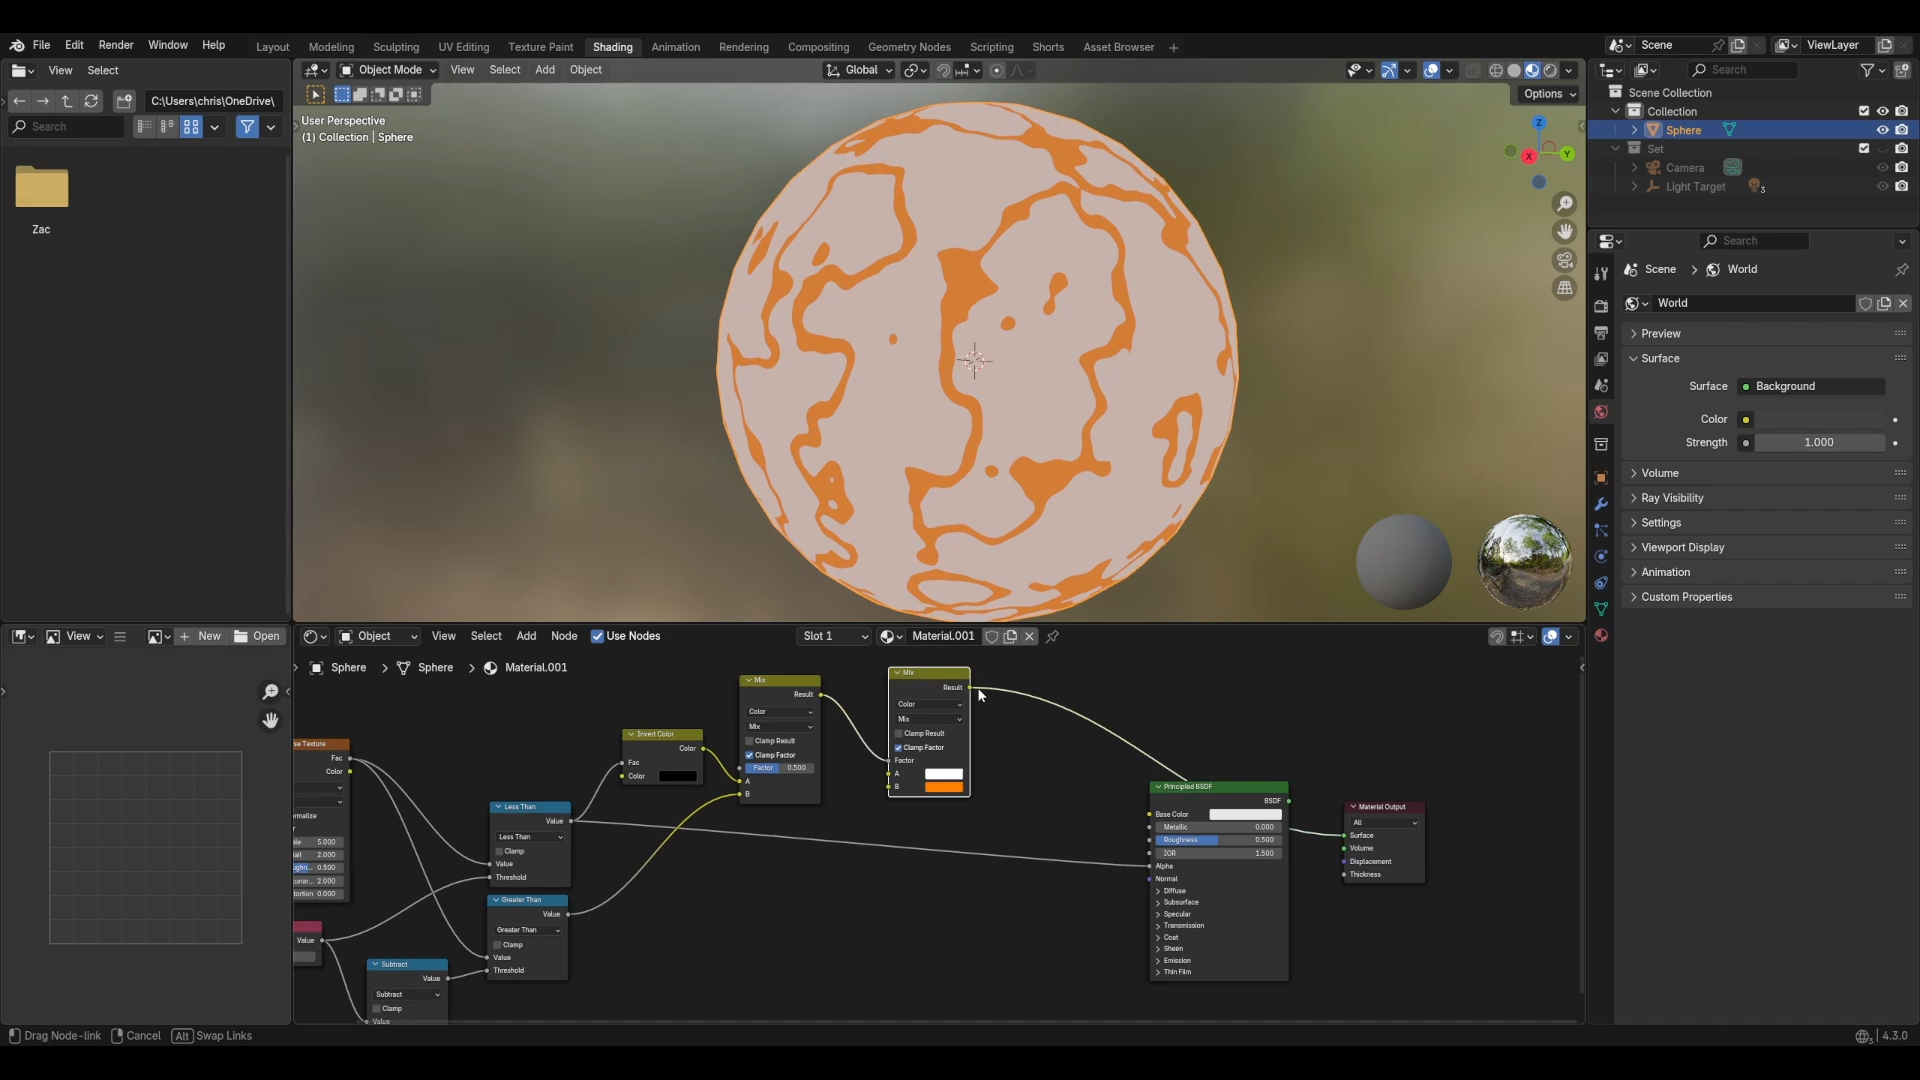 File Edit Render Window Help Layout Modeling Sculpting UV Editing Texture Paint Shading Animation Rendering Compositing Geometry Nodes Scripting Shorts Asset Browser + Scene ViewLayer
View Select
Object Mode View Select Add Object Global
Search
C:\Users\chris\OneDrive\
Search
Options
Zac
User Perspective
(1) Collection | Sphere
Z
X
Y
Scene Collection
Collection
Sphere
Set
Camera
Light Target 3
Search
Scene > World
World
Preview
Surface
Surface Background
Color
Strength 1.000
Volume
Ray Visibility
Settings
Viewport Display
Animation
Custom Properties
View + New Open
Object View Select Add Node Use Nodes Slot 1 Material.001
Sphere > Sphere > Material.001
se Texture
Fac
Color
5.000
2.000
0.500
2.000
0.000
Value
Subtract
Value
Subtract
Clamp
Value
Less Than
Value
Less Than
Clamp
Value
Threshold
Greater Than
Value
Greater Than
Clamp
Value
Threshold
Invert Color
Color
Fac
Color
Mix
Result
Color
Mix
Clamp Result
Clamp Factor
Factor 0.500
A
B
Mix
Result
Color
Mix
Clamp Result
Clamp Factor
Factor
A
B
Principled BSDF
BSDF
Base Color
Metallic 0.000
Roughness 0.500
IOR 1.500
Alpha
Normal
Diffuse
Subsurface
Specular
Transmission
Coat
Sheen
Emission
Thin Film
Material Output
All
Surface
Volume
Displacement
Thickness
Drag Node-link Cancel Alt Swap Links
3 4.3.0